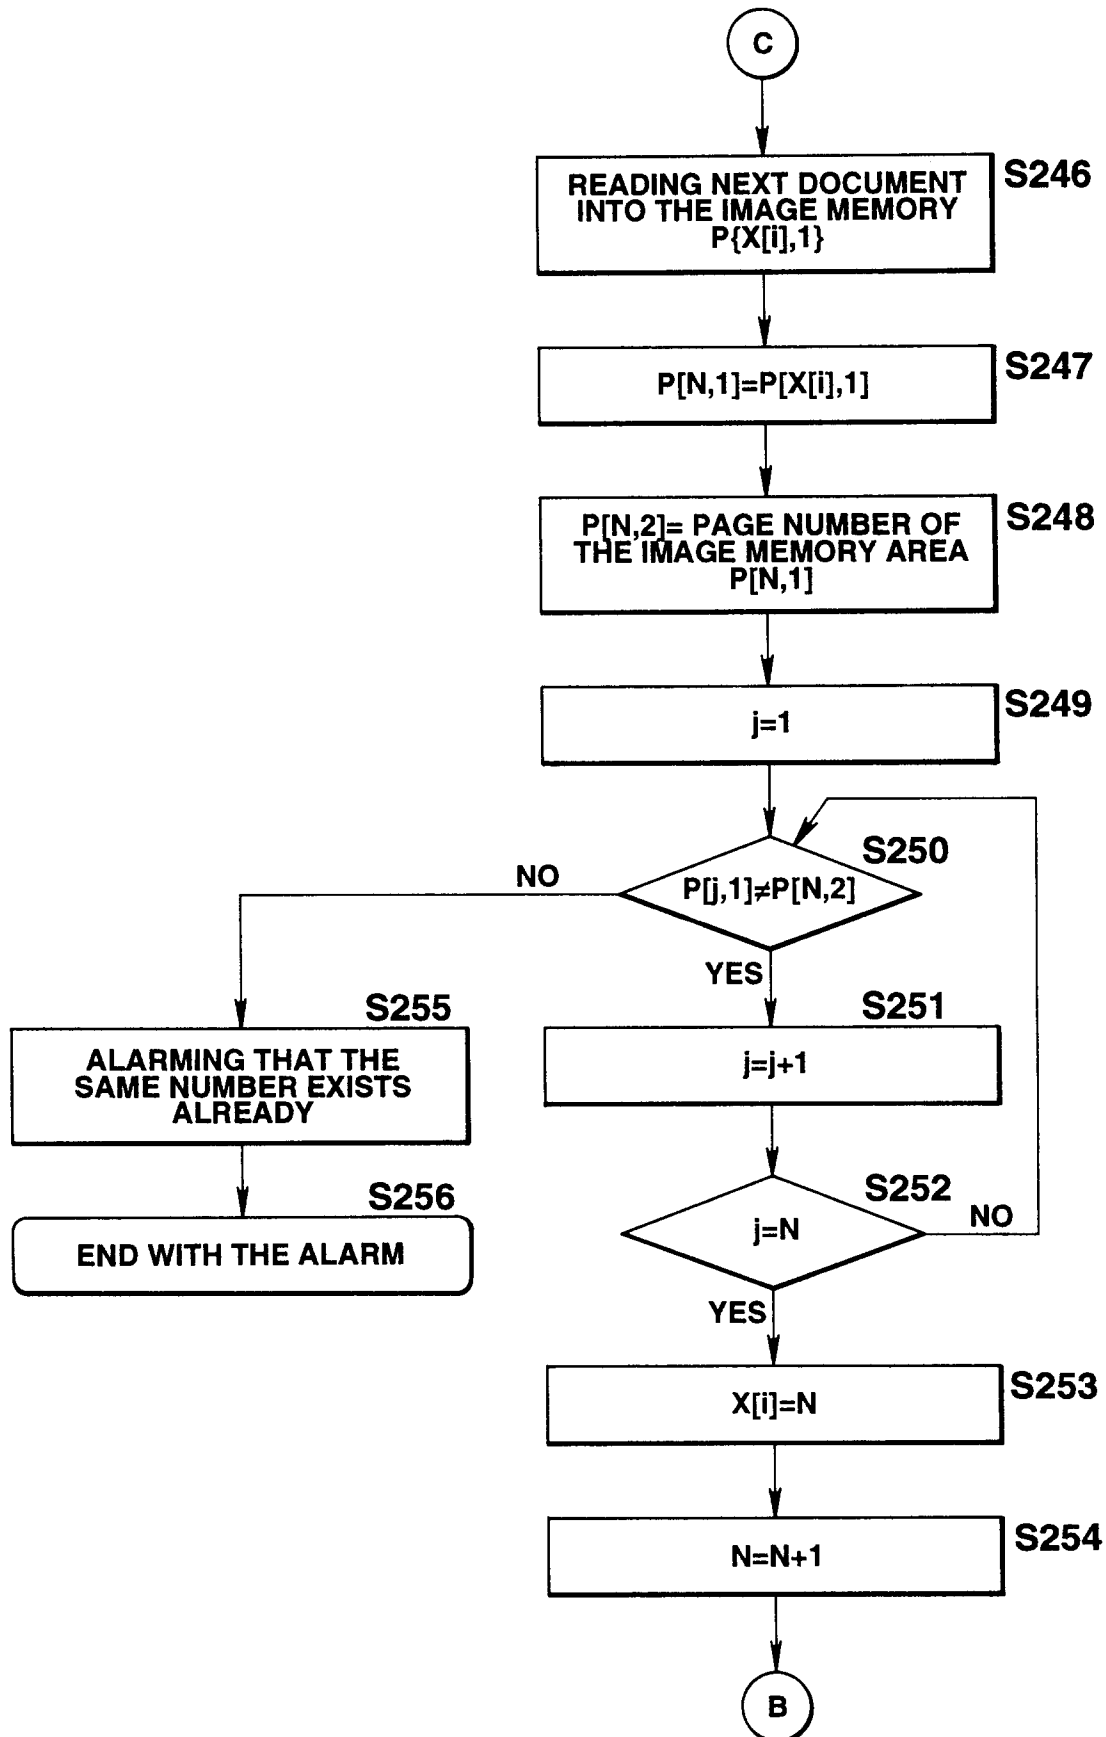 C
S246
READING NEXT DOCUMENT
INTO THE IMAGE MEMORY
P{X[i],1}
S247
P[N,1]=P[X[i],1]
S248
P[N,2]= PAGE NUMBER OF
THE IMAGE MEMORY AREA
P[N,1]
S249
j=1
S250
P[j,1]≠P[N,2]
NO
YES
S255
ALARMING THAT THE
SAME NUMBER EXISTS
ALREADY
S251
j=j+1
S256
END WITH THE ALARM
S252
j=N
NO
YES
S253
X[i]=N
S254
N=N+1
B